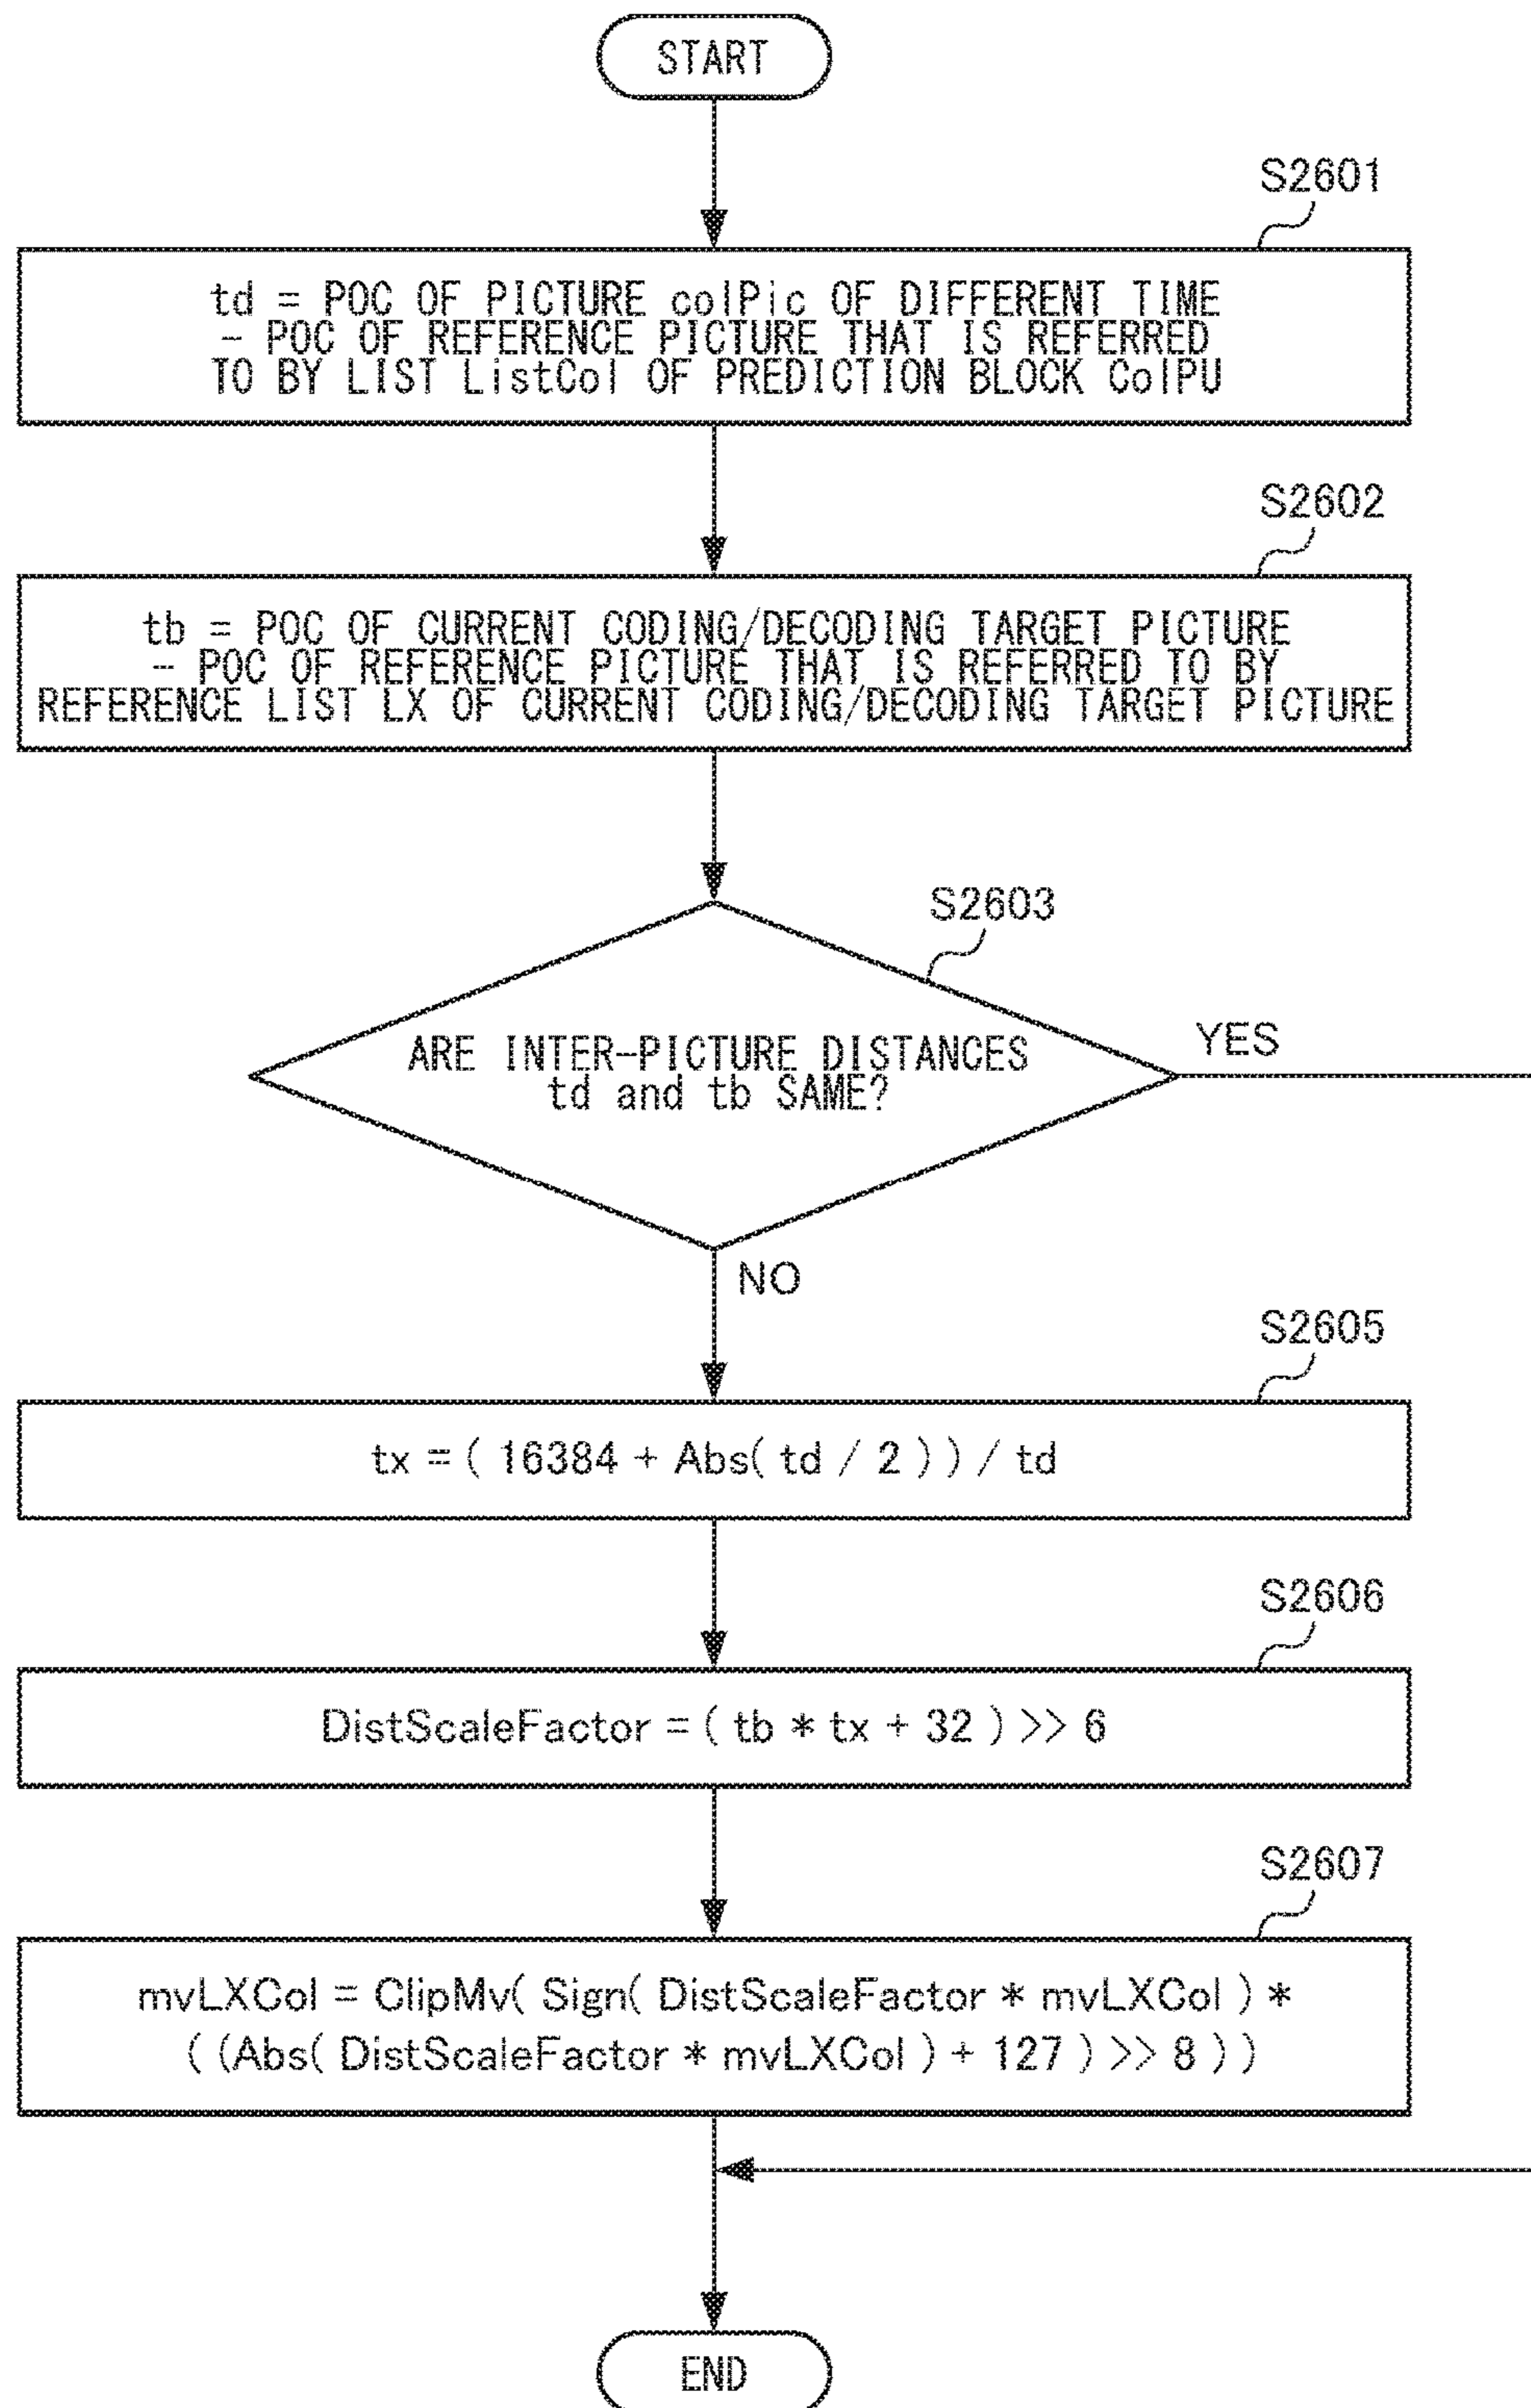 START
S2601
td = POC OF PICTURE colPic OF DIFFERENT TIME
- POC OF REFERENCE PICTURE THAT IS REFERRED
TO BY LIST ListCol OF PREDICTION BLOCK ColPU
S2602
tb = POC OF CURRENT CODING/DECODING TARGET PICTURE
- POC OF REFERENCE PICTURE THAT IS REFERRED TO BY
REFERENCE LIST LX OF CURRENT CODING/DECODING TARGET PICTURE
S2603
ARE INTER-PICTURE DISTANCES
td and tb SAME?
YES
NO
S2605
tx = ( 16384 + Abs( td / 2 ) ) / td
S2606
DistScaleFactor = ( tb * tx + 32 ) >> 6
S2607
mvLXCol = ClipMv( Sign( DistScaleFactor * mvLXCol ) *
( (Abs( DistScaleFactor * mvLXCol ) + 127 ) >> 8 ) )
END